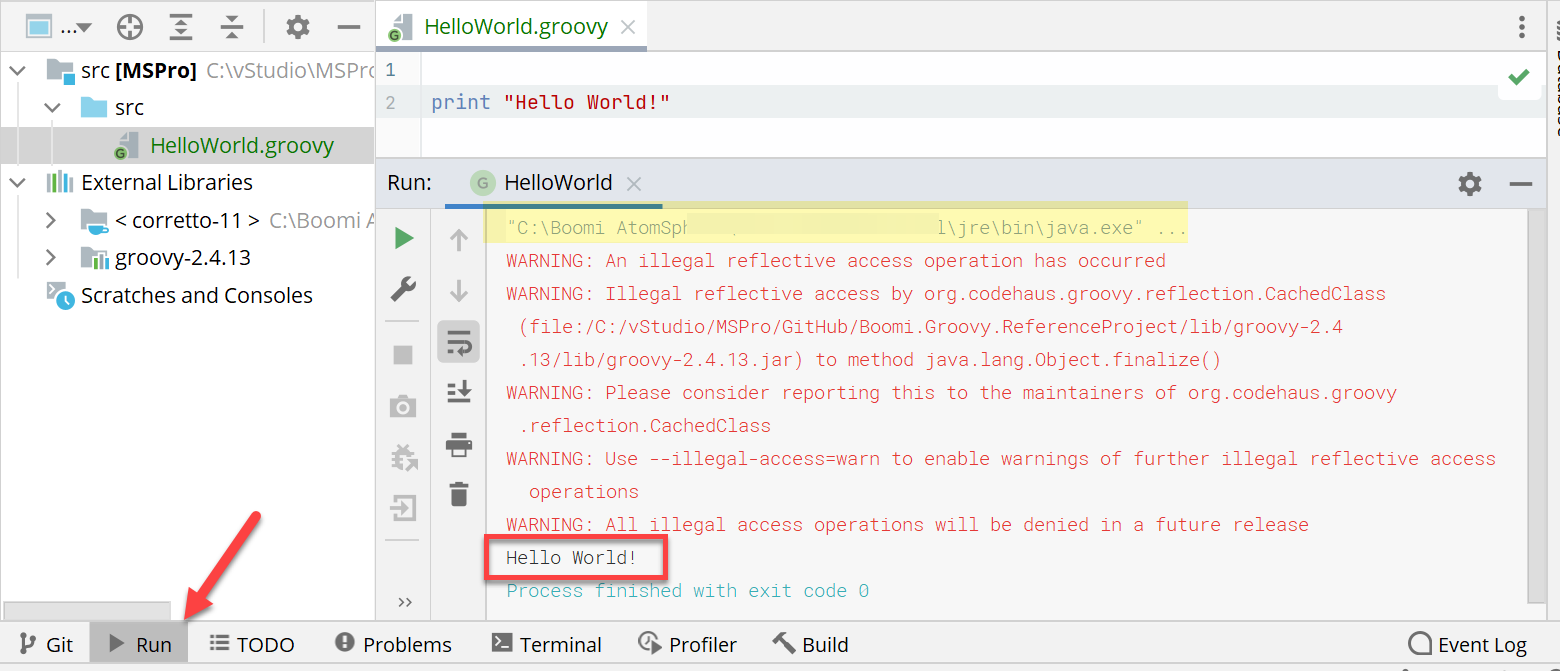 ...
HelloWorld.groovy
src [MSPro] C:\vStudio\MSPro
src
HelloWorld.groovy
External Libraries
< corretto-11 > C:\Boomi A
groovy-2.4.13
Scratches and Consoles
1
2 print "Hello World!"
Run: G HelloWorld
"C:\Boomi AtomSph \ l\jre\bin\java.exe" ...
WARNING: An illegal reflective access operation has occurred
WARNING: Illegal reflective access by org.codehaus.groovy.reflection.CachedClass
(file:/C:/vStudio/MSPro/GitHub/Boomi.Groovy.ReferenceProject/lib/groovy-2.4
.13/lib/groovy-2.4.13.jar) to method java.lang.Object.finalize()
WARNING: Please consider reporting this to the maintainers of org.codehaus.groovy
.reflection.CachedClass
WARNING: Use --illegal-access=warn to enable warnings of further illegal reflective access
operations
WARNING: All illegal access operations will be denied in a future release
Hello World!
Process finished with exit code 0
Git Run TODO Problems Terminal Profiler Build Event Log